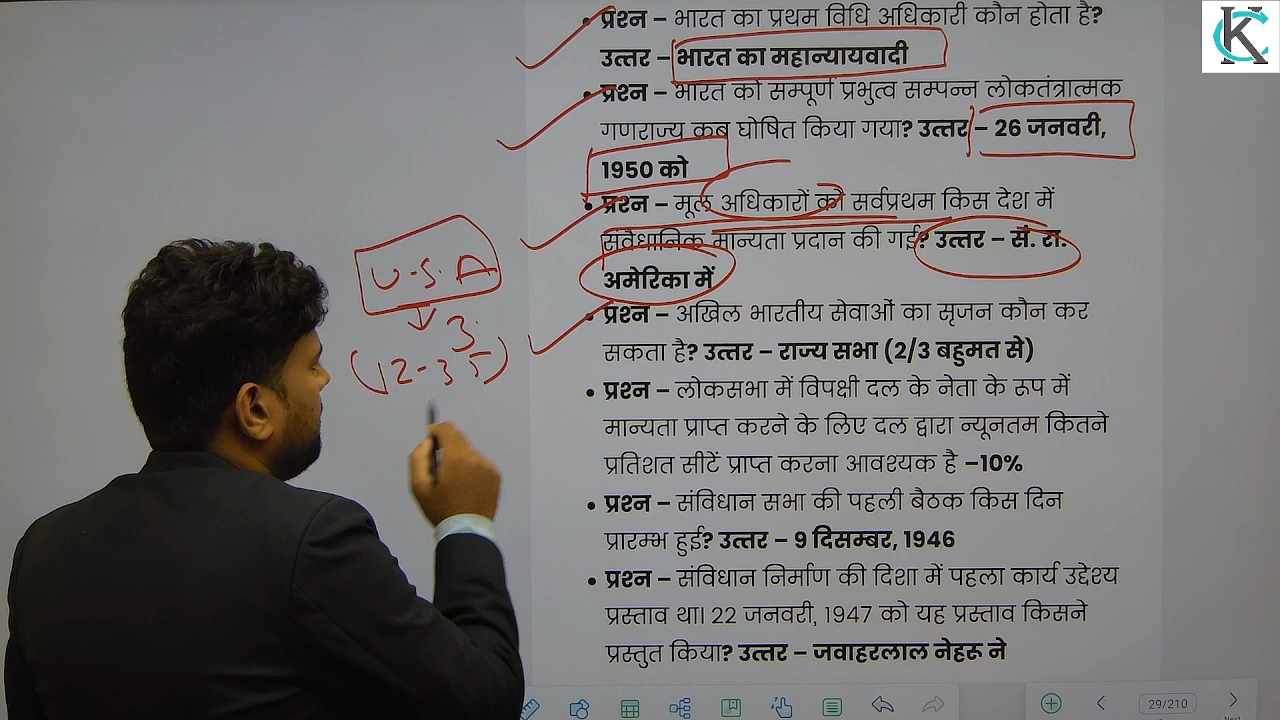 • प्रश्न – भारत का प्रथम विधि अधिकारी कौन होता है?
उत्तर – भारत का महान्यायवादी
• प्रश्न – भारत को सम्पूर्ण प्रभुत्व सम्पन्न लोकतंत्रात्मक
गणराज्य कब घोषित किया गया? उत्तर – 26 जनवरी,
1950 को
• प्रश्न – मूल अधिकारों को सर्वप्रथम किस देश में
संवैधानिक मान्यता प्रदान की गई? उत्तर – सं. रा.
अमेरिका में
• प्रश्न – अखिल भारतीय सेवाओं का सृजन कौन कर
सकता है? उत्तर – राज्य सभा (2/3 बहुमत से)
• प्रश्न – लोकसभा में विपक्षी दल के नेता के रूप में
मान्यता प्राप्त करने के लिए दल द्वारा न्यूनतम कितने
प्रतिशत सीटें प्राप्त करना आवश्यक है –10%
• प्रश्न – संविधान सभा की पहली बैठक किस दिन
प्रारम्भ हुई? उत्तर – 9 दिसम्बर, 1946
• प्रश्न – संविधान निर्माण की दिशा में पहला कार्य उद्देश्य
प्रस्ताव था। 22 जनवरी, 1947 को यह प्रस्ताव किसने
प्रस्तुत किया? उत्तर – जवाहरलाल नेहरू ने
U.S.A
3
(12-35)
KC
29/210
Next